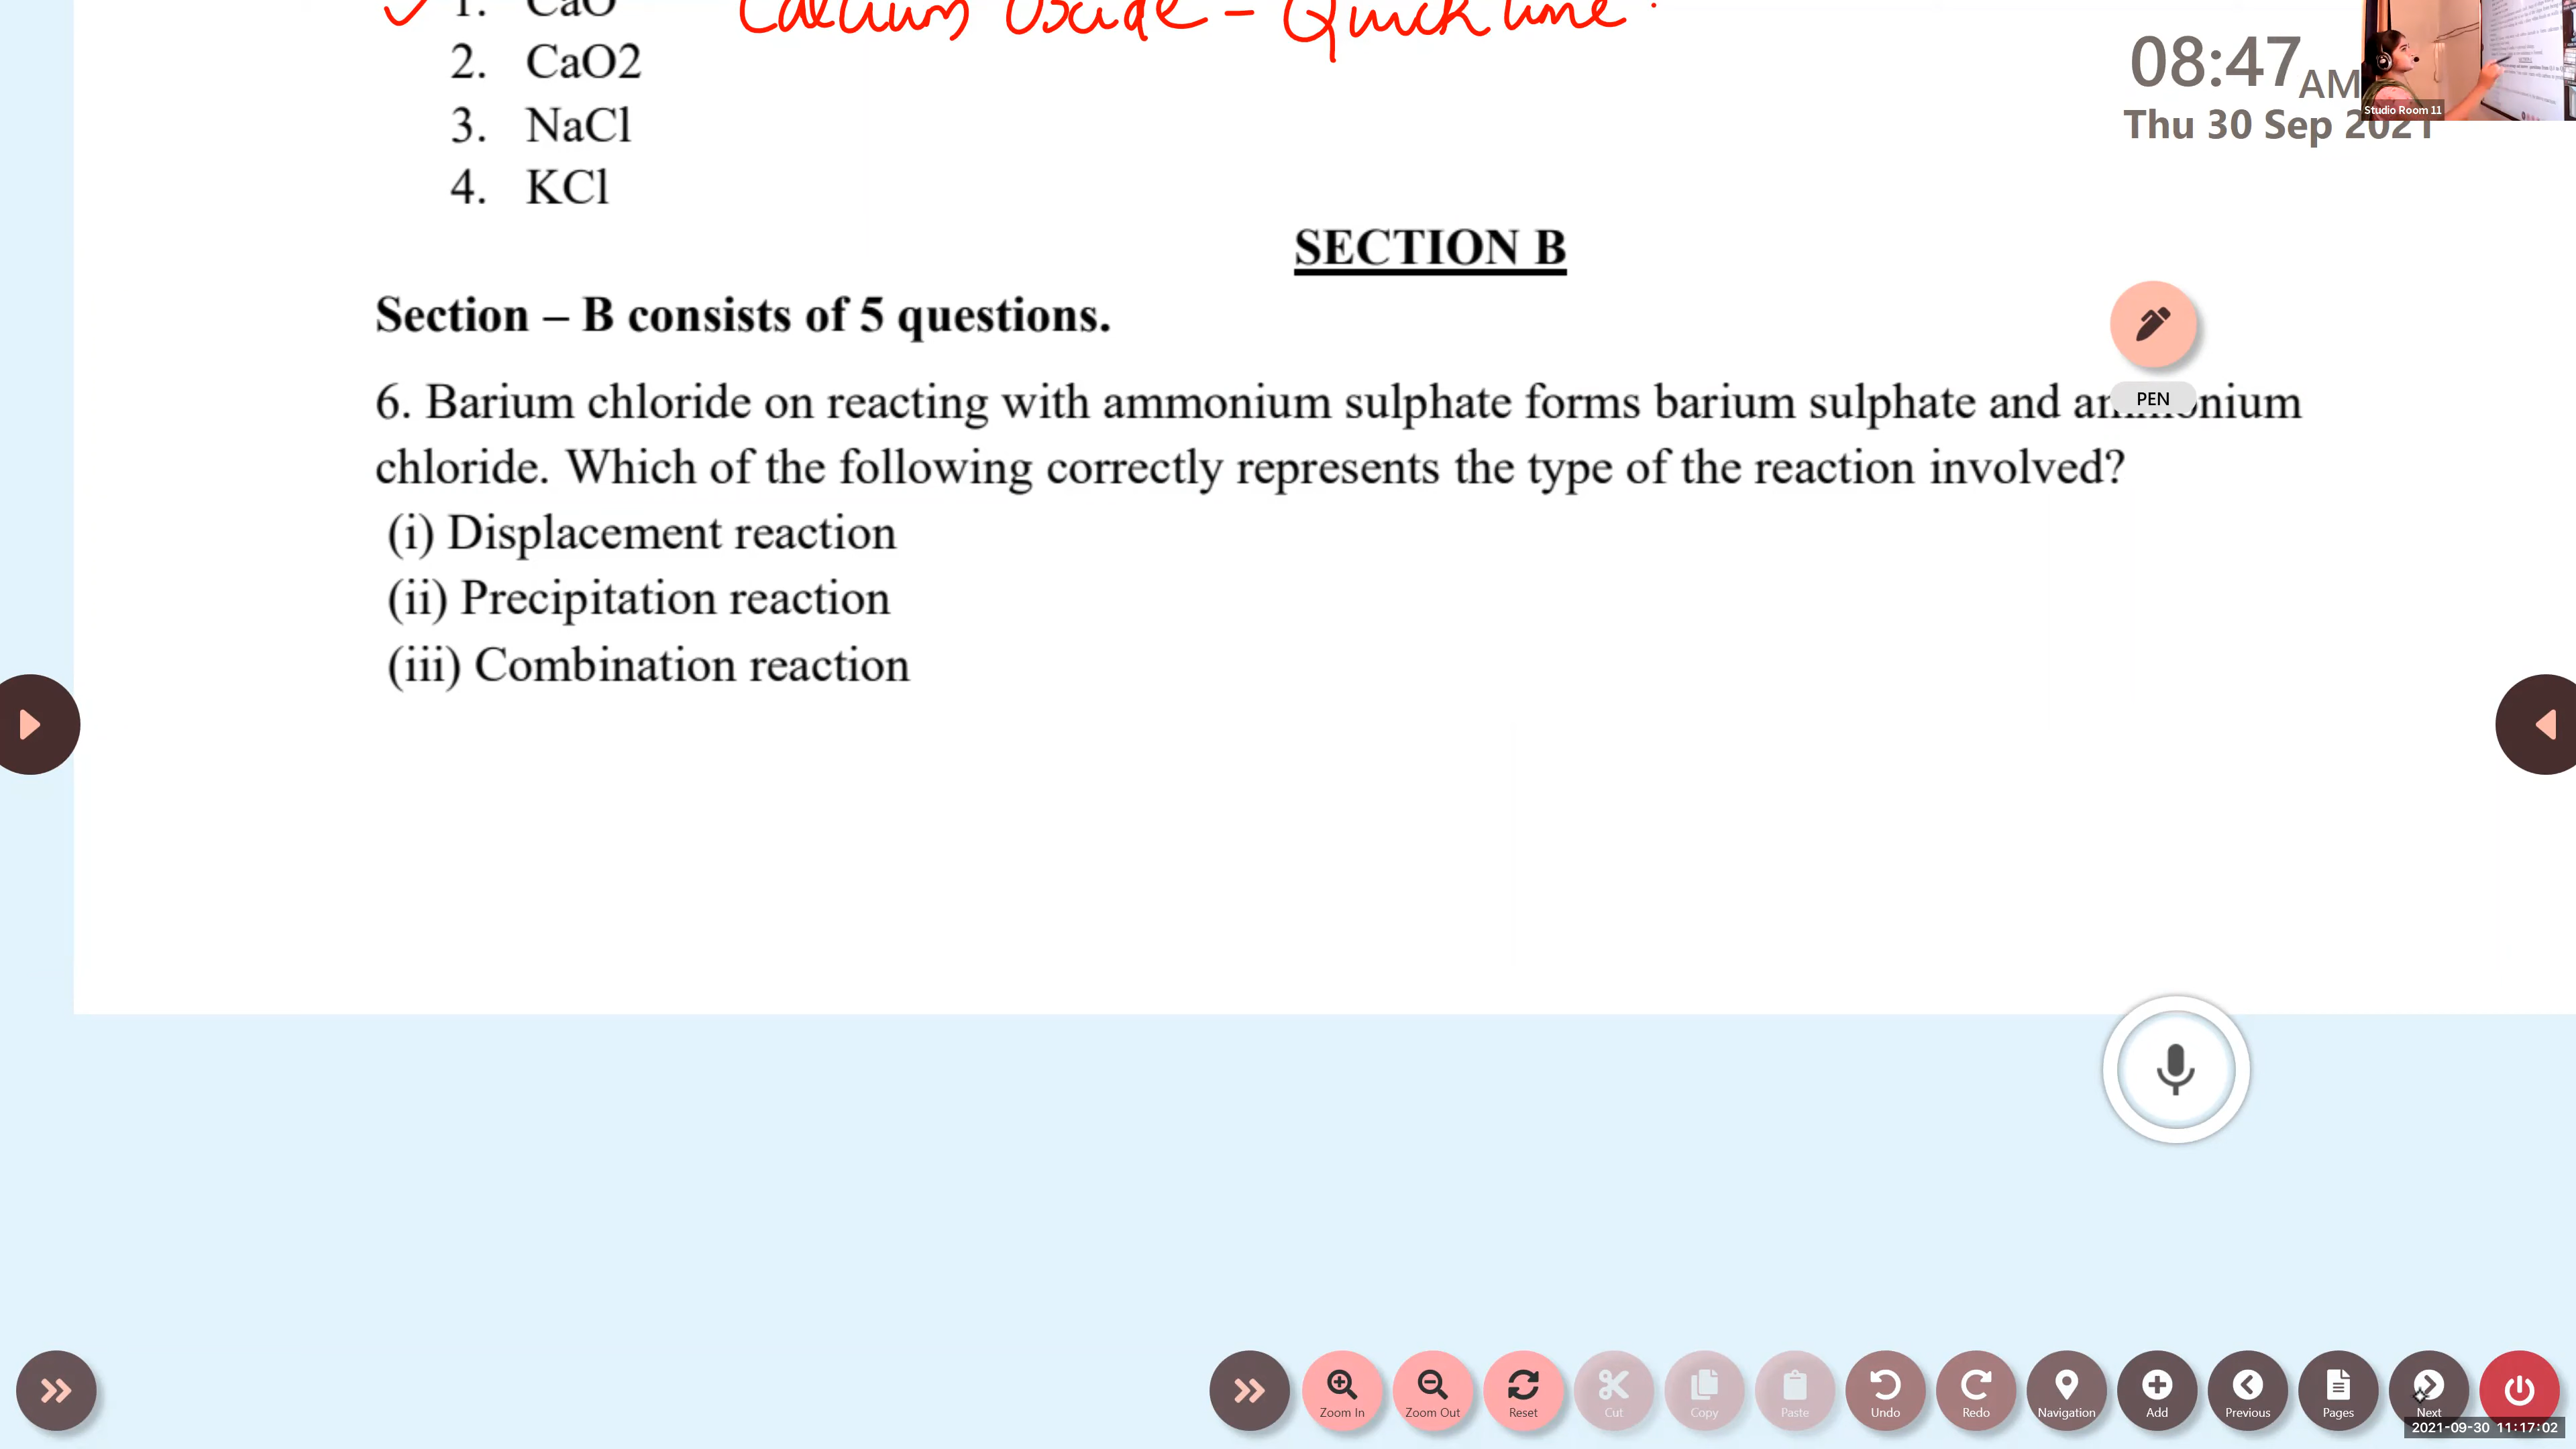 1. CaO Calcium Oxide - Quick lime.
2. CaO2
3. NaCl
4. KCl
08:47 AM
Thu 30 Sep 2021
Studio Room 11
SECTION B
Section – B consists of 5 questions.
PEN
6. Barium chloride on reacting with ammonium sulphate forms barium sulphate and ammonium
chloride. Which of the following correctly represents the type of the reaction involved?
(i) Displacement reaction
(ii) Precipitation reaction
(iii) Combination reaction
Zoom In Zoom Out Reset Cut Copy Paste Undo Redo Navigation Add Previous Pages Next
2021-09-30 11:17:02